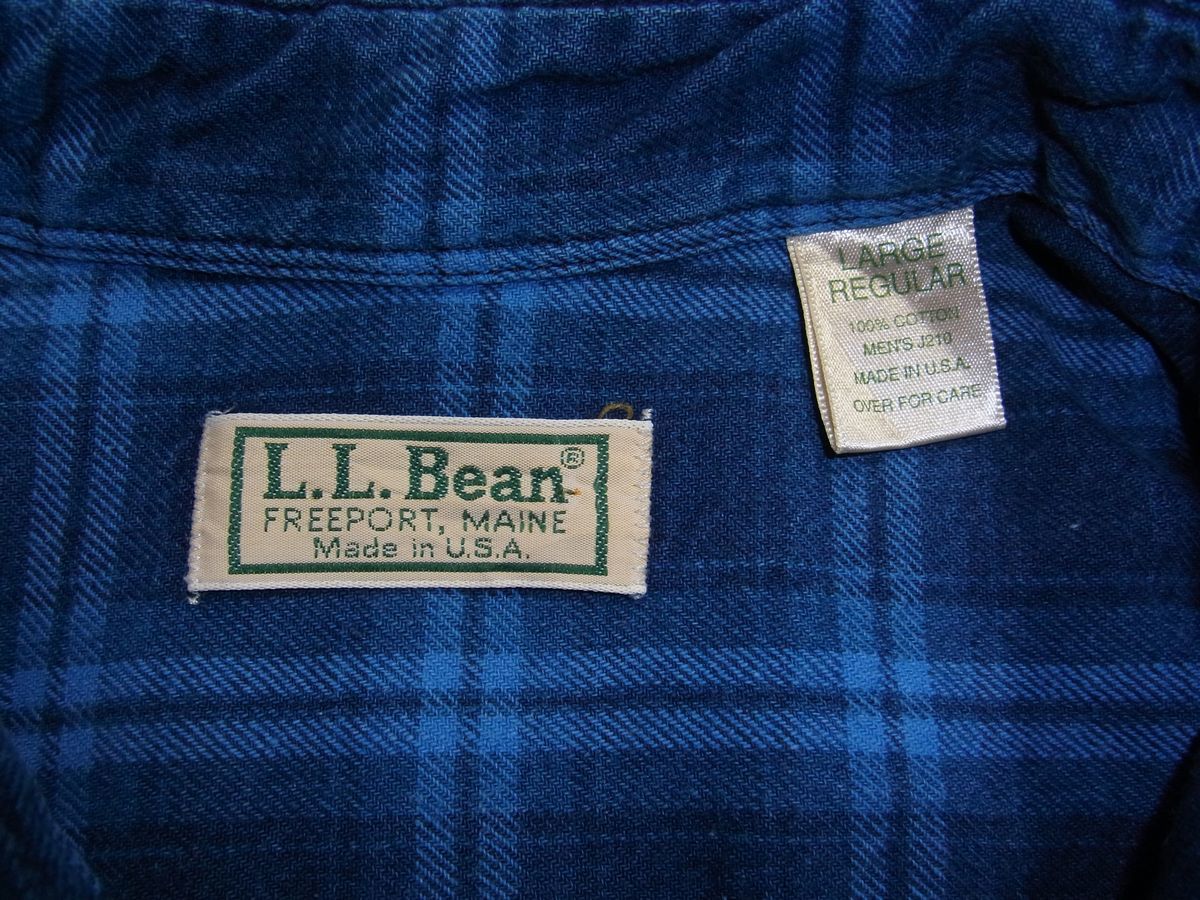 L.L.Bean®
FREEPORT, MAINE
Made in U.S.A.
LARGE
REGULAR
100% COTTON
MEN'S J210
MADE IN U.S.A.
OVER FOR CARE